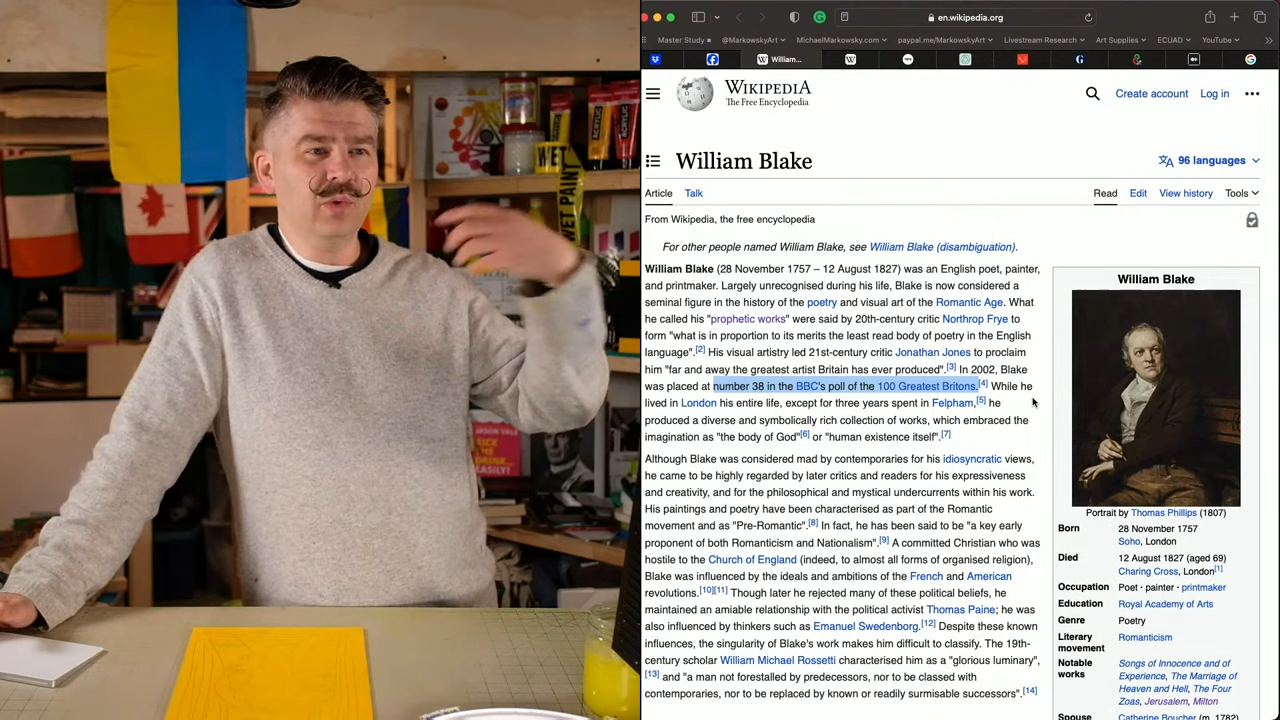 WET
WET PAINT
ACRYLIC
ACRYLIC
JASON VALE
KICK
THE
DRINK...
EASILY!
en.wikipedia.org
Master Study
@MarkowskyArt
MichaelMarkowsky.com
paypal.me/MarkowskyArt
Livestream Research
Art Supplies
ECUAD
YouTube
William...
WIKIPEDIA
The Free Encyclopedia
Create account
Log in
William Blake
96 languages
Article
Talk
Read
Edit
View history
Tools
From Wikipedia, the free encyclopedia
For other people named William Blake, see William Blake (disambiguation).
William Blake (28 November 1757 – 12 August 1827) was an English poet, painter,
and printmaker. Largely unrecognised during his life, Blake is now considered a
seminal figure in the history of the poetry and visual art of the Romantic Age. What
he called his "prophetic works" were said by 20th-century critic Northrop Frye to
form "what is in proportion to its merits the least read body of poetry in the English
language".[2] His visual artistry led 21st-century critic Jonathan Jones to proclaim
him "far and away the greatest artist Britain has ever produced".[3] In 2002, Blake
was placed at number 38 in the BBC's poll of the 100 Greatest Britons.[4] While he
lived in London his entire life, except for three years spent in Felpham,[5] he
produced a diverse and symbolically rich collection of works, which embraced the
imagination as "the body of God"[6] or "human existence itself".[7]
Although Blake was considered mad by contemporaries for his idiosyncratic views,
he came to be highly regarded by later critics and readers for his expressiveness
and creativity, and for the philosophical and mystical undercurrents within his work.
His paintings and poetry have been characterised as part of the Romantic
movement and as "Pre-Romantic".[8] In fact, he has been said to be "a key early
proponent of both Romanticism and Nationalism".[9] A committed Christian who was
hostile to the Church of England (indeed, to almost all forms of organised religion),
Blake was influenced by the ideals and ambitions of the French and American
revolutions.[10][11] Though later he rejected many of these political beliefs, he
maintained an amiable relationship with the political activist Thomas Paine; he was
also influenced by thinkers such as Emanuel Swedenborg.[12] Despite these known
influences, the singularity of Blake's work makes him difficult to classify. The 19th-
century scholar William Michael Rossetti characterised him as a "glorious luminary",
[13] and "a man not forestalled by predecessors, nor to be classed with
contemporaries, nor to be replaced by known or readily surmisable successors".[14]
William Blake
Portrait by Thomas Phillips (1807)
Born 28 November 1757
Soho, London
Died 12 August 1827 (aged 69)
Charing Cross, London[1]
Occupation Poet · painter · printmaker
Education Royal Academy of Arts
Genre Poetry
Literary Romanticism
movement
Notable Songs of Innocence and of
works Experience, The Marriage of
Heaven and Hell, The Four
Zoas, Jerusalem, Milton
Spouse Catherine Boucher (m. 1782)